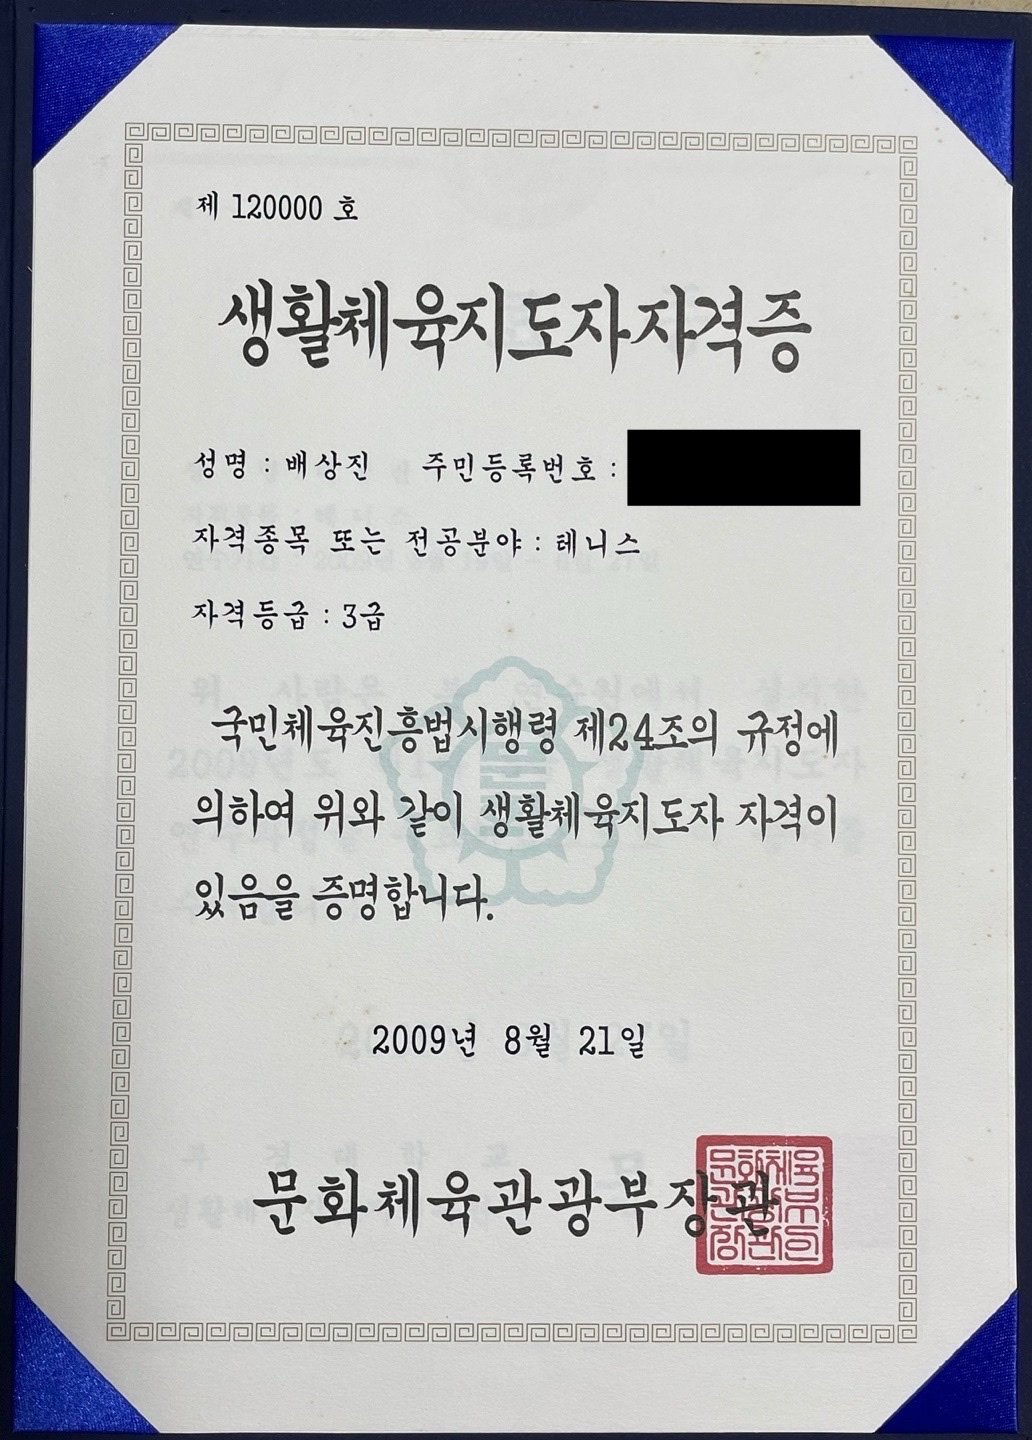 제 120000 호
생활체육지도자자격증
성명 : 배상진 주민등록번호 :
자격종목 또는 전공분야 : 테니스
자격등급 : 3급
국민체육진흥법시행령 제24조의 규정에
의하여 위와 같이 생활체육지도자 자격이
있음을 증명합니다.
2009년 8월 21일
문화체육관광부장관